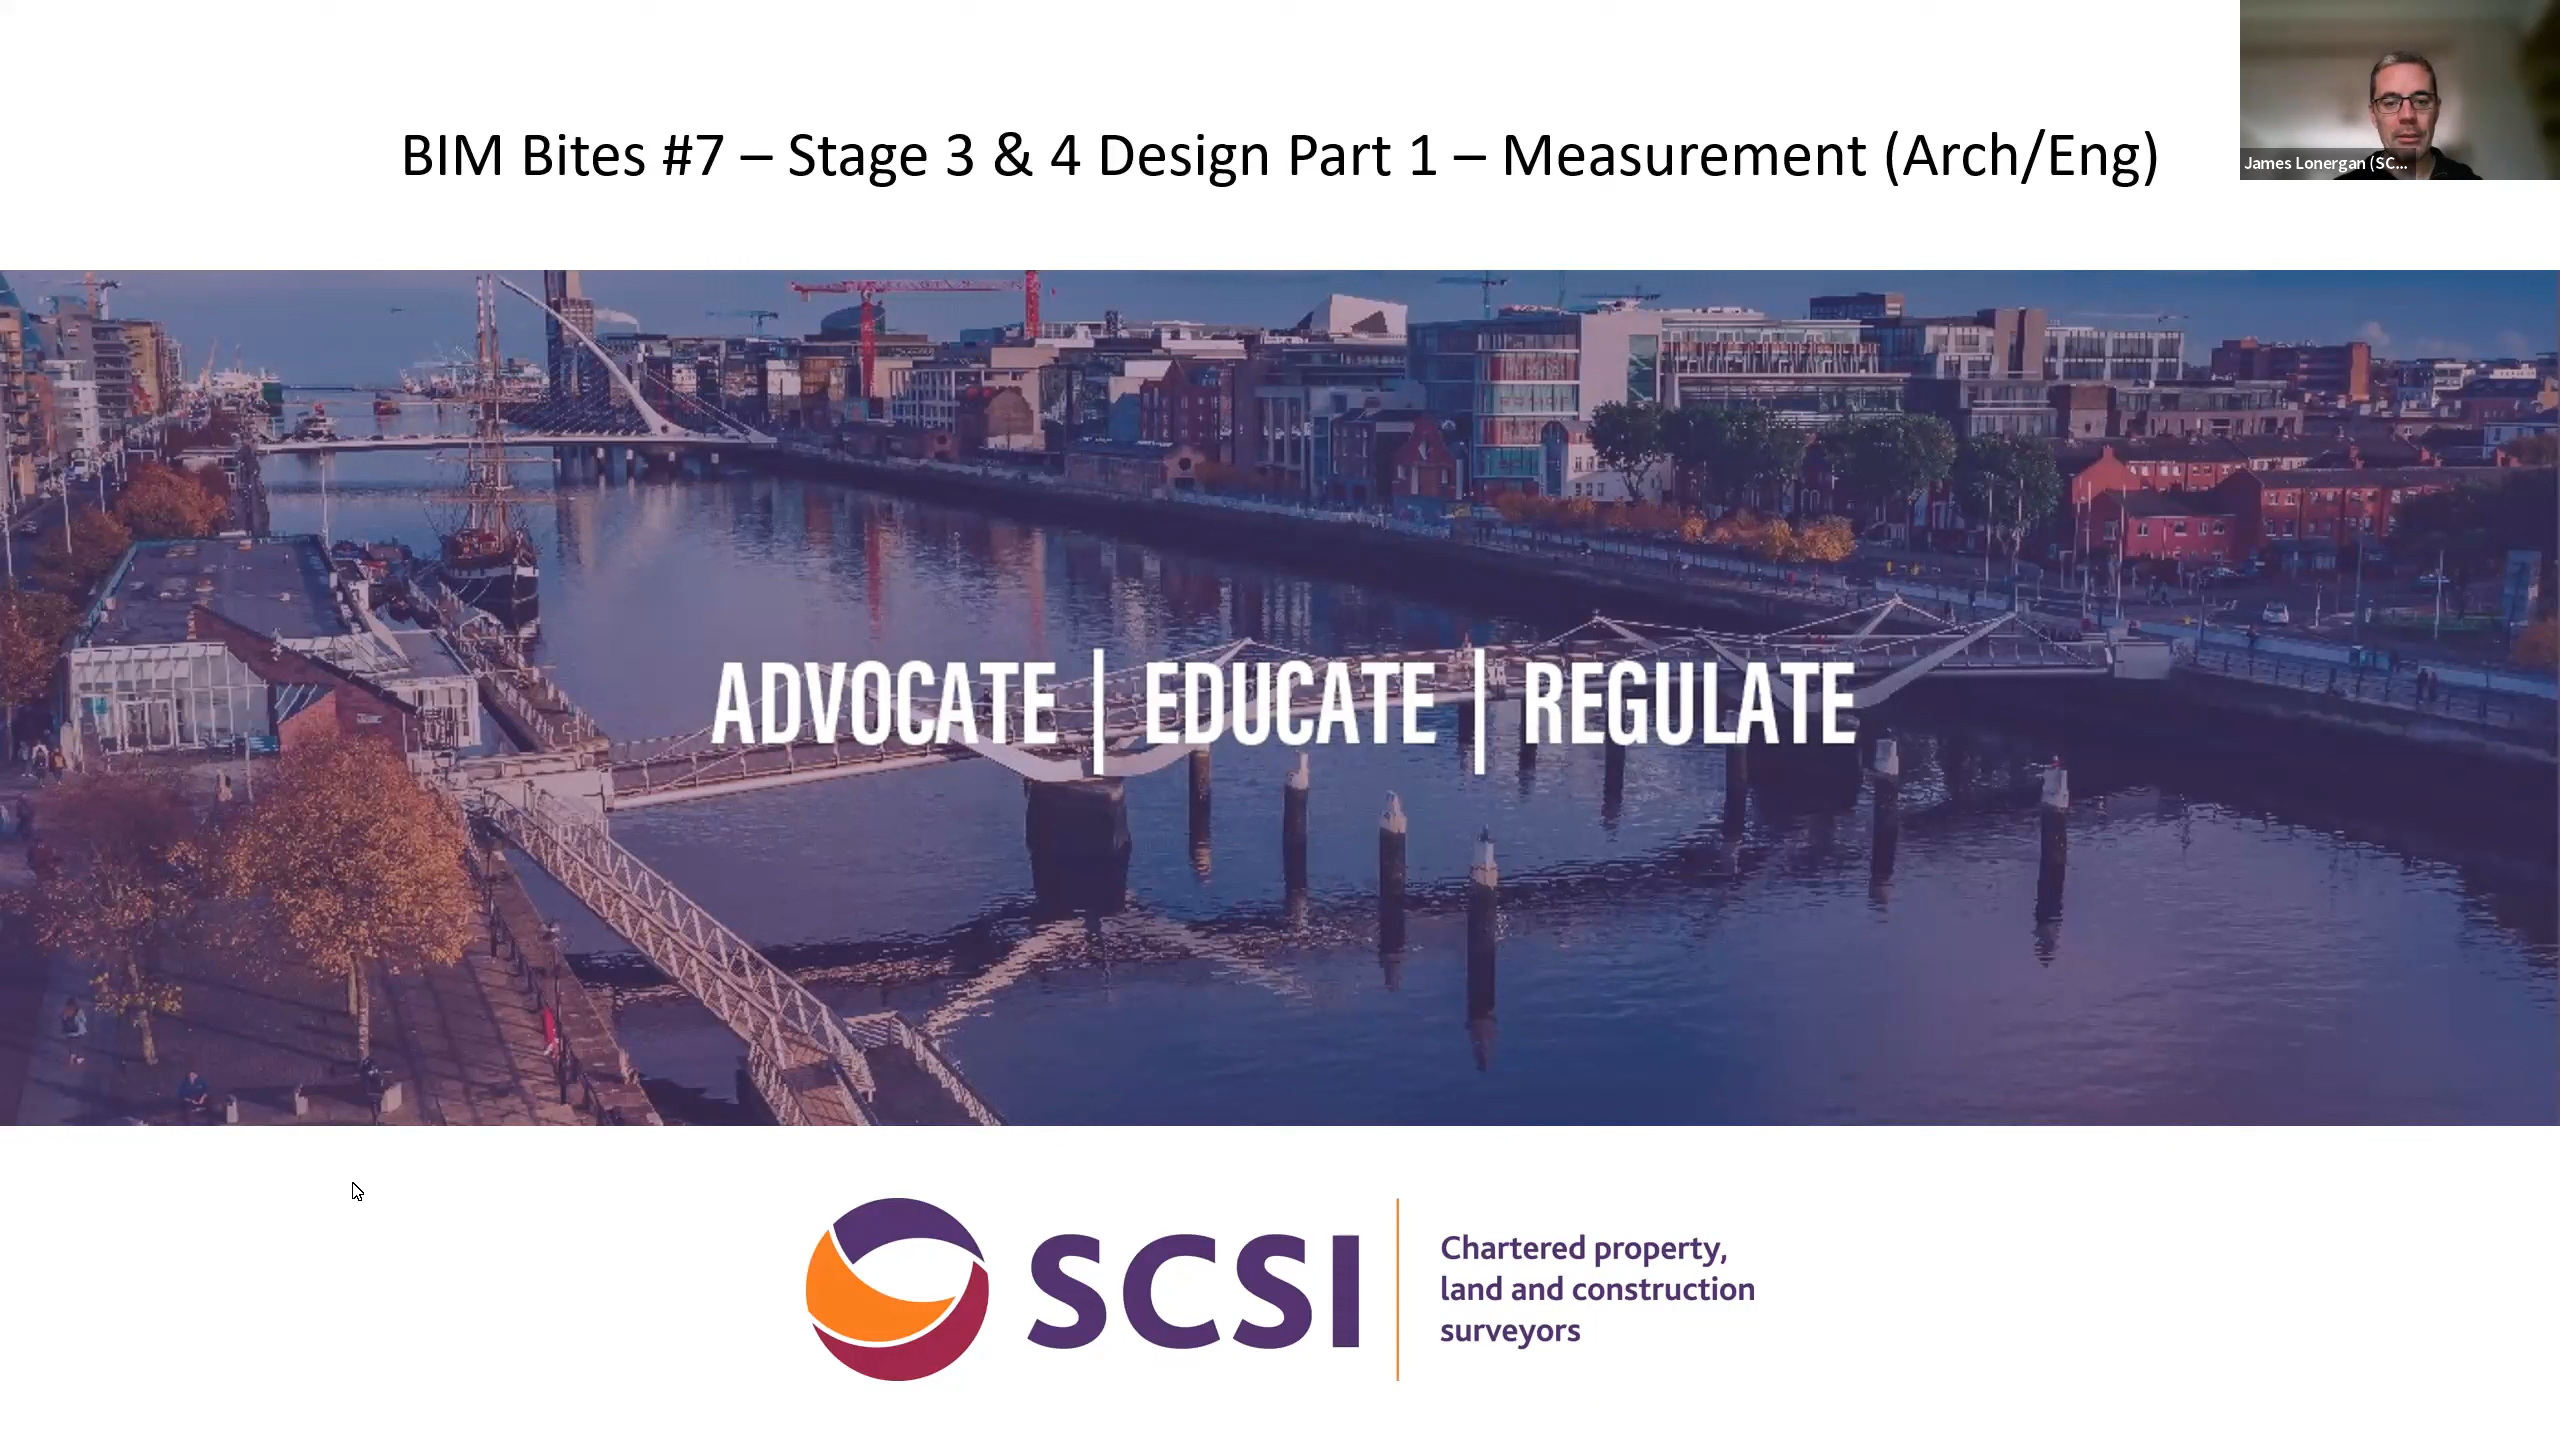 BIM Bites #7 – Stage 3 & 4 Design Part 1 – Measurement (Arch/Eng)
James Lonergan (SC...
ADVOCATE | EDUCATE | REGULATE
SCSI
Chartered property,
land and construction
surveyors